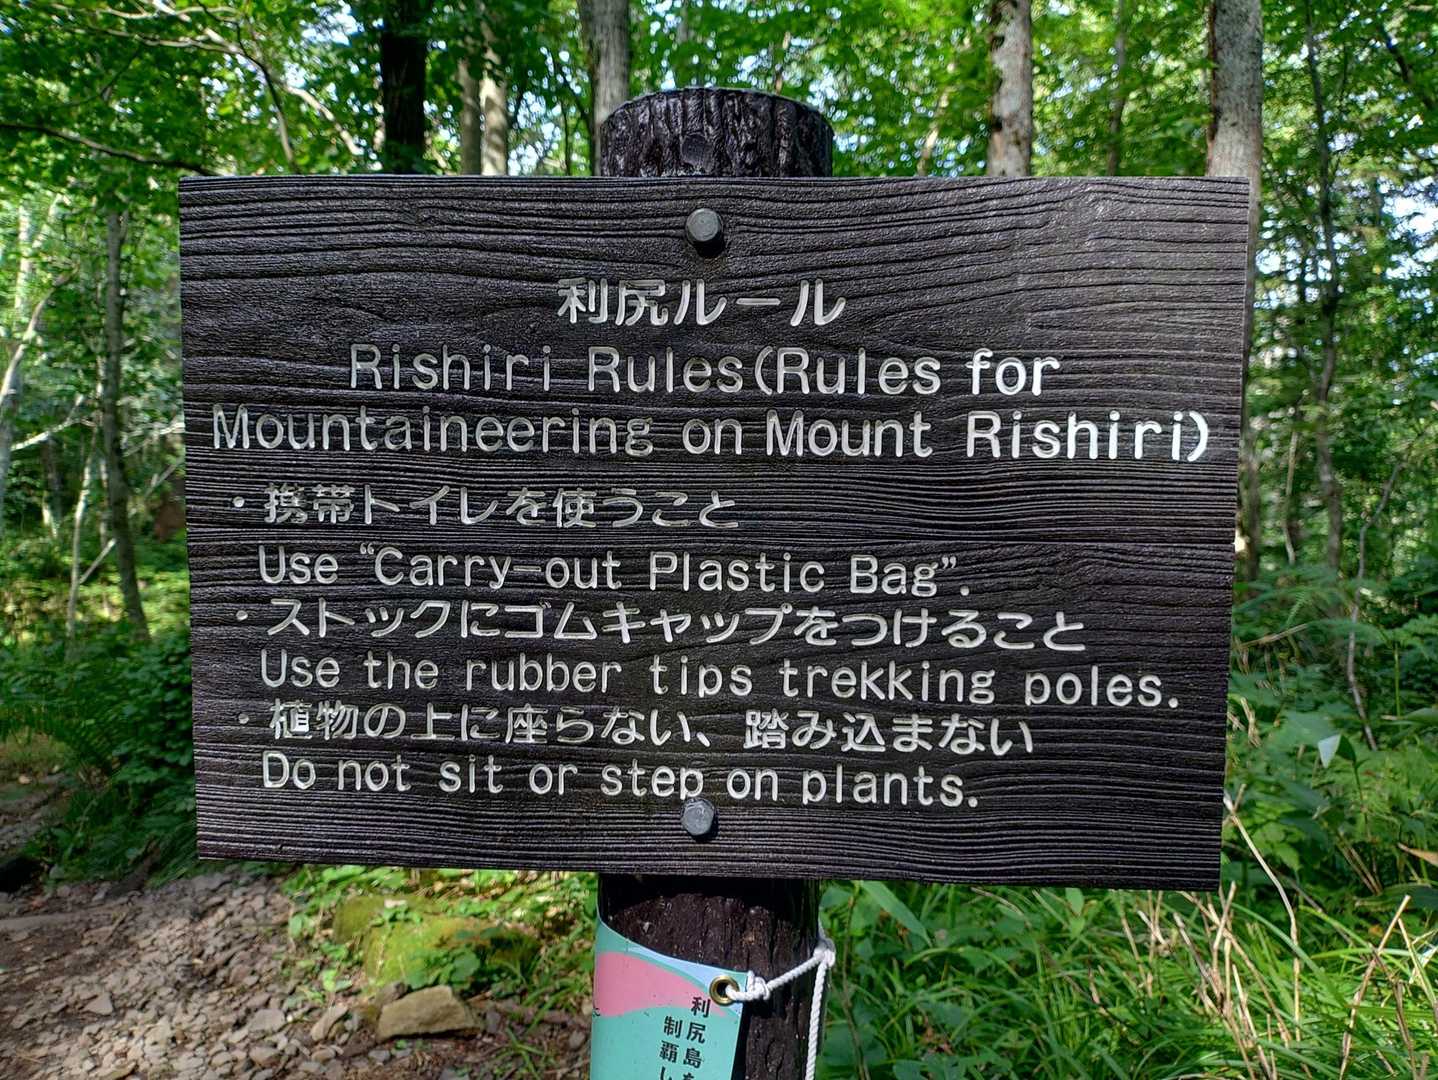 利尻ルール
Rishiri Rules(Rules for
Mountaineering on Mount Rishiri)
・携帯トイレを使うこと
Use “Carry-out Plastic Bag”.
・ストックにゴムキャップをつけること
Use the rubber tips trekking poles.
・植物の上に座らない、踏み込まない
Do not sit or step on plants.
利尻島を
制覇し